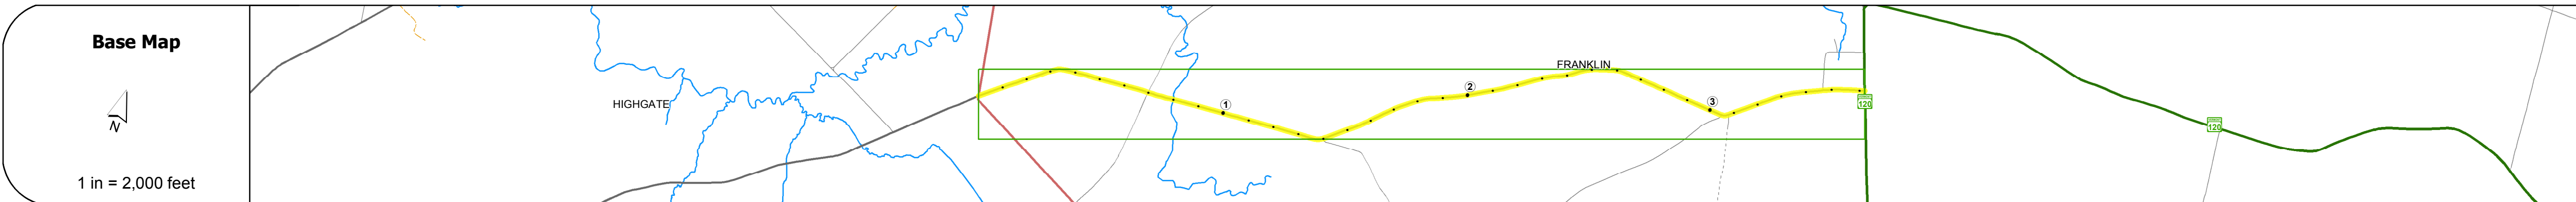 Base Map
N
1 in = 2,000 feet
HIGHGATE
1
2
FRANKLIN
3
120
120